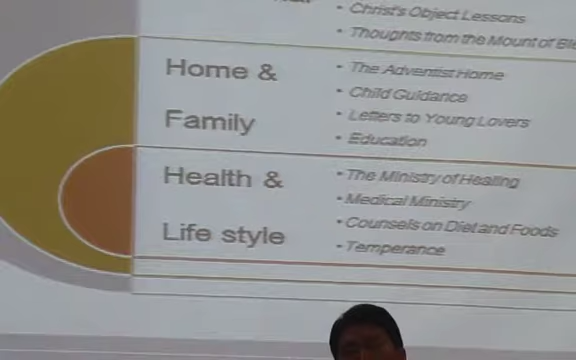 • Christ's Object Lessons
• Thoughts from the Mount of
Home &
Family
• The Adventist Home
• Child Guidance
• Letters to Young Lovers
• Education
Health &
Life style
• The Ministry of Healing
• Medical Ministry
• Counsels on Diet and Foods
• Temperance